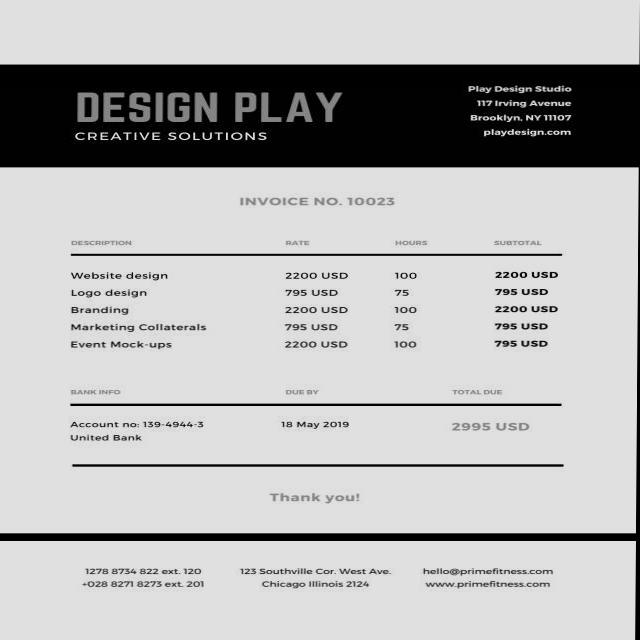 DESIGN PLAY
CREATIVE SOLUTIONS
Play Design Studio
117 Irving Avenue
Brooklyn, NY 11107
playdesign.com
INVOICE NO. 10023
DESCRIPTION RATE HOURS SUBTOTAL
Website design 2200 USD 100 2200 USD
Logo design 795 USD 75 795 USD
Branding 2200 USD 100 2200 USD
Marketing Collaterals 795 USD 75 795 USD
Event Mock-ups 2200 USD 100 795 USD
BANK INFO DUE BY TOTAL DUE
Account no: 139-4944-3 18 May 2019 2995 USD
United Bank
Thank you!
1278 8734 822 ext. 120 123 Southville Cor. West Ave. hello@primefitness.com
+028 8271 8273 ext. 201 Chicago Illinois 2124 www.primefitness.com